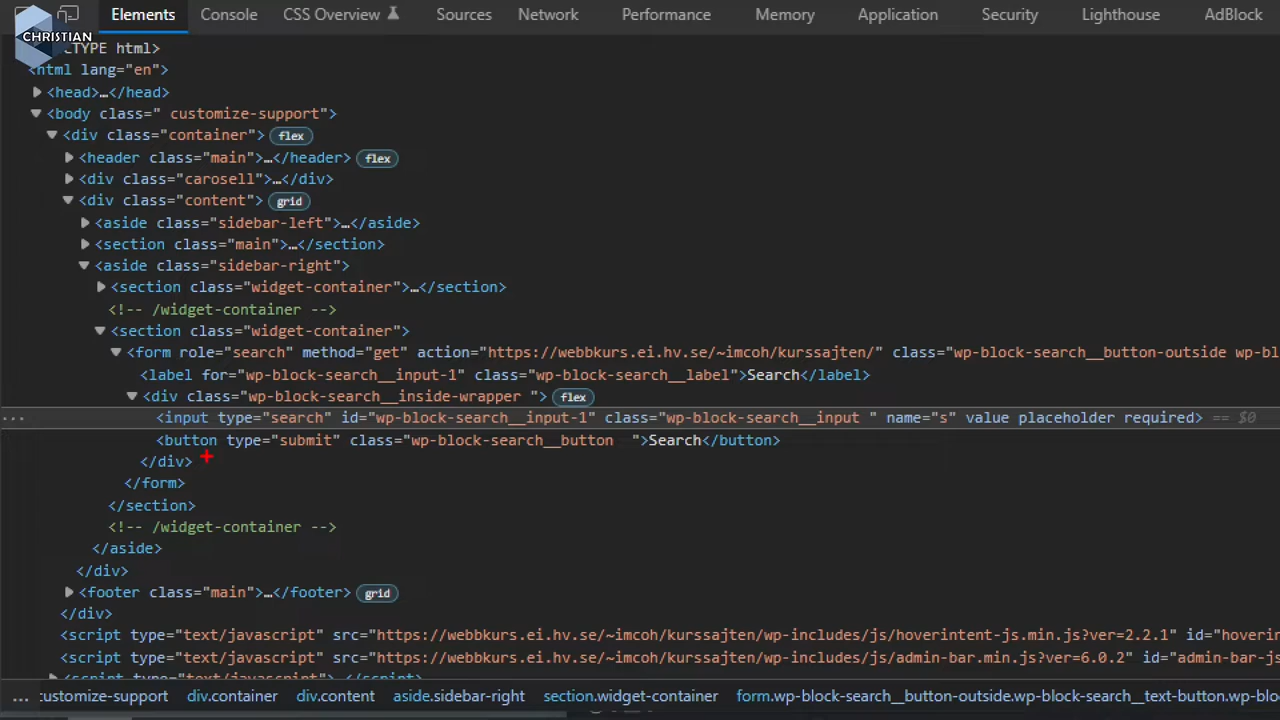 Elements Console CSS Overview Sources Network Performance Memory Application Security Lighthouse AdBlock
CHRISTIAN
CTYPE html>
<html lang="en">
<head>…</head>
<body class=" customize-support">
<div class="container"> flex
<header class="main">…</header> flex
<div class="carosell">…</div>
<div class="content"> grid
<aside class="sidebar-left">…</aside>
<section class="main">…</section>
<aside class="sidebar-right">
<section class="widget-container">…</section>
<!-- /widget-container -->
<section class="widget-container">
<form role="search" method="get" action="https://webbkurs.ei.hv.se/~imcoh/kurssajten/" class="wp-block-search__button-outside wp-bl
<label for="wp-block-search__input-1" class="wp-block-search__label">Search</label>
<div class="wp-block-search__inside-wrapper "> flex
... <input type="search" id="wp-block-search__input-1" class="wp-block-search__input " name="s" value placeholder required> == $0
<button type="submit" class="wp-block-search__button  ">Search</button>
</div>
</form>
</section>
<!-- /widget-container -->
</aside>
</div>
<footer class="main">…</footer> grid
</div>
<script type="text/javascript" src="https://webbkurs.ei.hv.se/~imcoh/kurssajten/wp-includes/js/hoverintent-js.min.js?ver=2.2.1" id="hoverin
<script type="text/javascript" src="https://webbkurs.ei.hv.se/~imcoh/kurssajten/wp-includes/js/admin-bar.min.js?ver=6.0.2" id="admin-bar-js
<script type="text/javascript">…</script>
... customize-support div.container div.content aside.sidebar-right section.widget-container form.wp-block-search__button-outside.wp-block-search__text-button.wp-blo